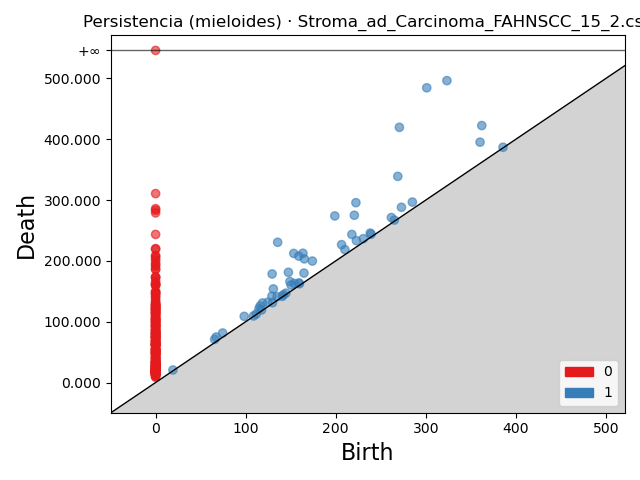 Persistencia (mieloides) · Stroma_ad_Carcinoma_FAHNSCC_15_2.cs
+∞
500.000
400.000
300.000
200.000
100.000
0.000
Death
0
1
0 100 200 300 400 500
Birth